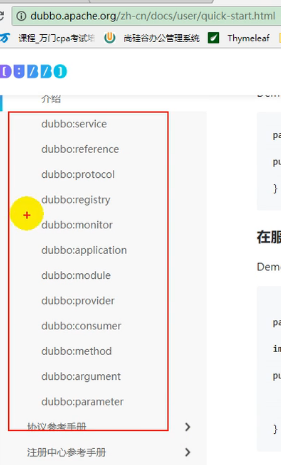 dubbo.apache.org/zh-cn/docs/user/quick-start.html
课程_万门cpa考试培 尚硅谷办公管理系统 Thymeleaf
介绍
dubbo:service
dubbo:reference
dubbo:protocol
dubbo:registry
dubbo:monitor
dubbo:application
dubbo:module
dubbo:provider
dubbo:consumer
dubbo:method
dubbo:argument
dubbo:parameter
协议参考手册
注册中心参考手册
pa
pu
}
在服
Demo
pa
im
pu
}